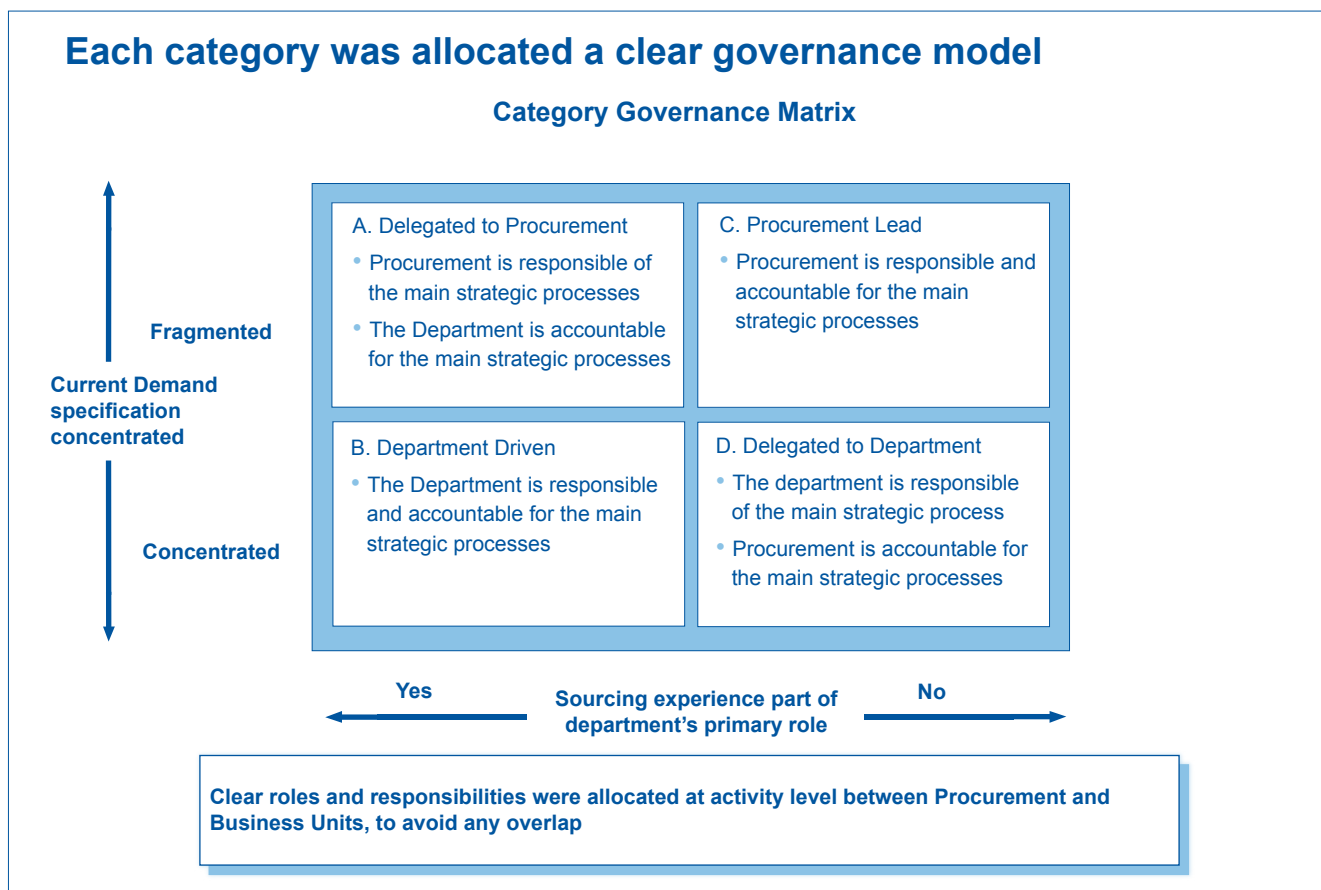 Each category was allocated a clear governance model
Category Governance Matrix
Fragmented
Current Demand
specification
concentrated
Concentrated
A. Delegated to Procurement
• Procurement is responsible of
the main strategic processes
• The Department is accountable
for the main strategic processes
C. Procurement Lead
• Procurement is responsible and
accountable for the main
strategic processes
B. Department Driven
• The Department is responsible
and accountable for the main
strategic processes
D. Delegated to Department
• The department is responsible
of the main strategic process
• Procurement is accountable for
the main strategic processes
Yes
Sourcing experience part of
department's primary role
No
Clear roles and responsibilities were allocated at activity level between Procurement and
Business Units, to avoid any overlap